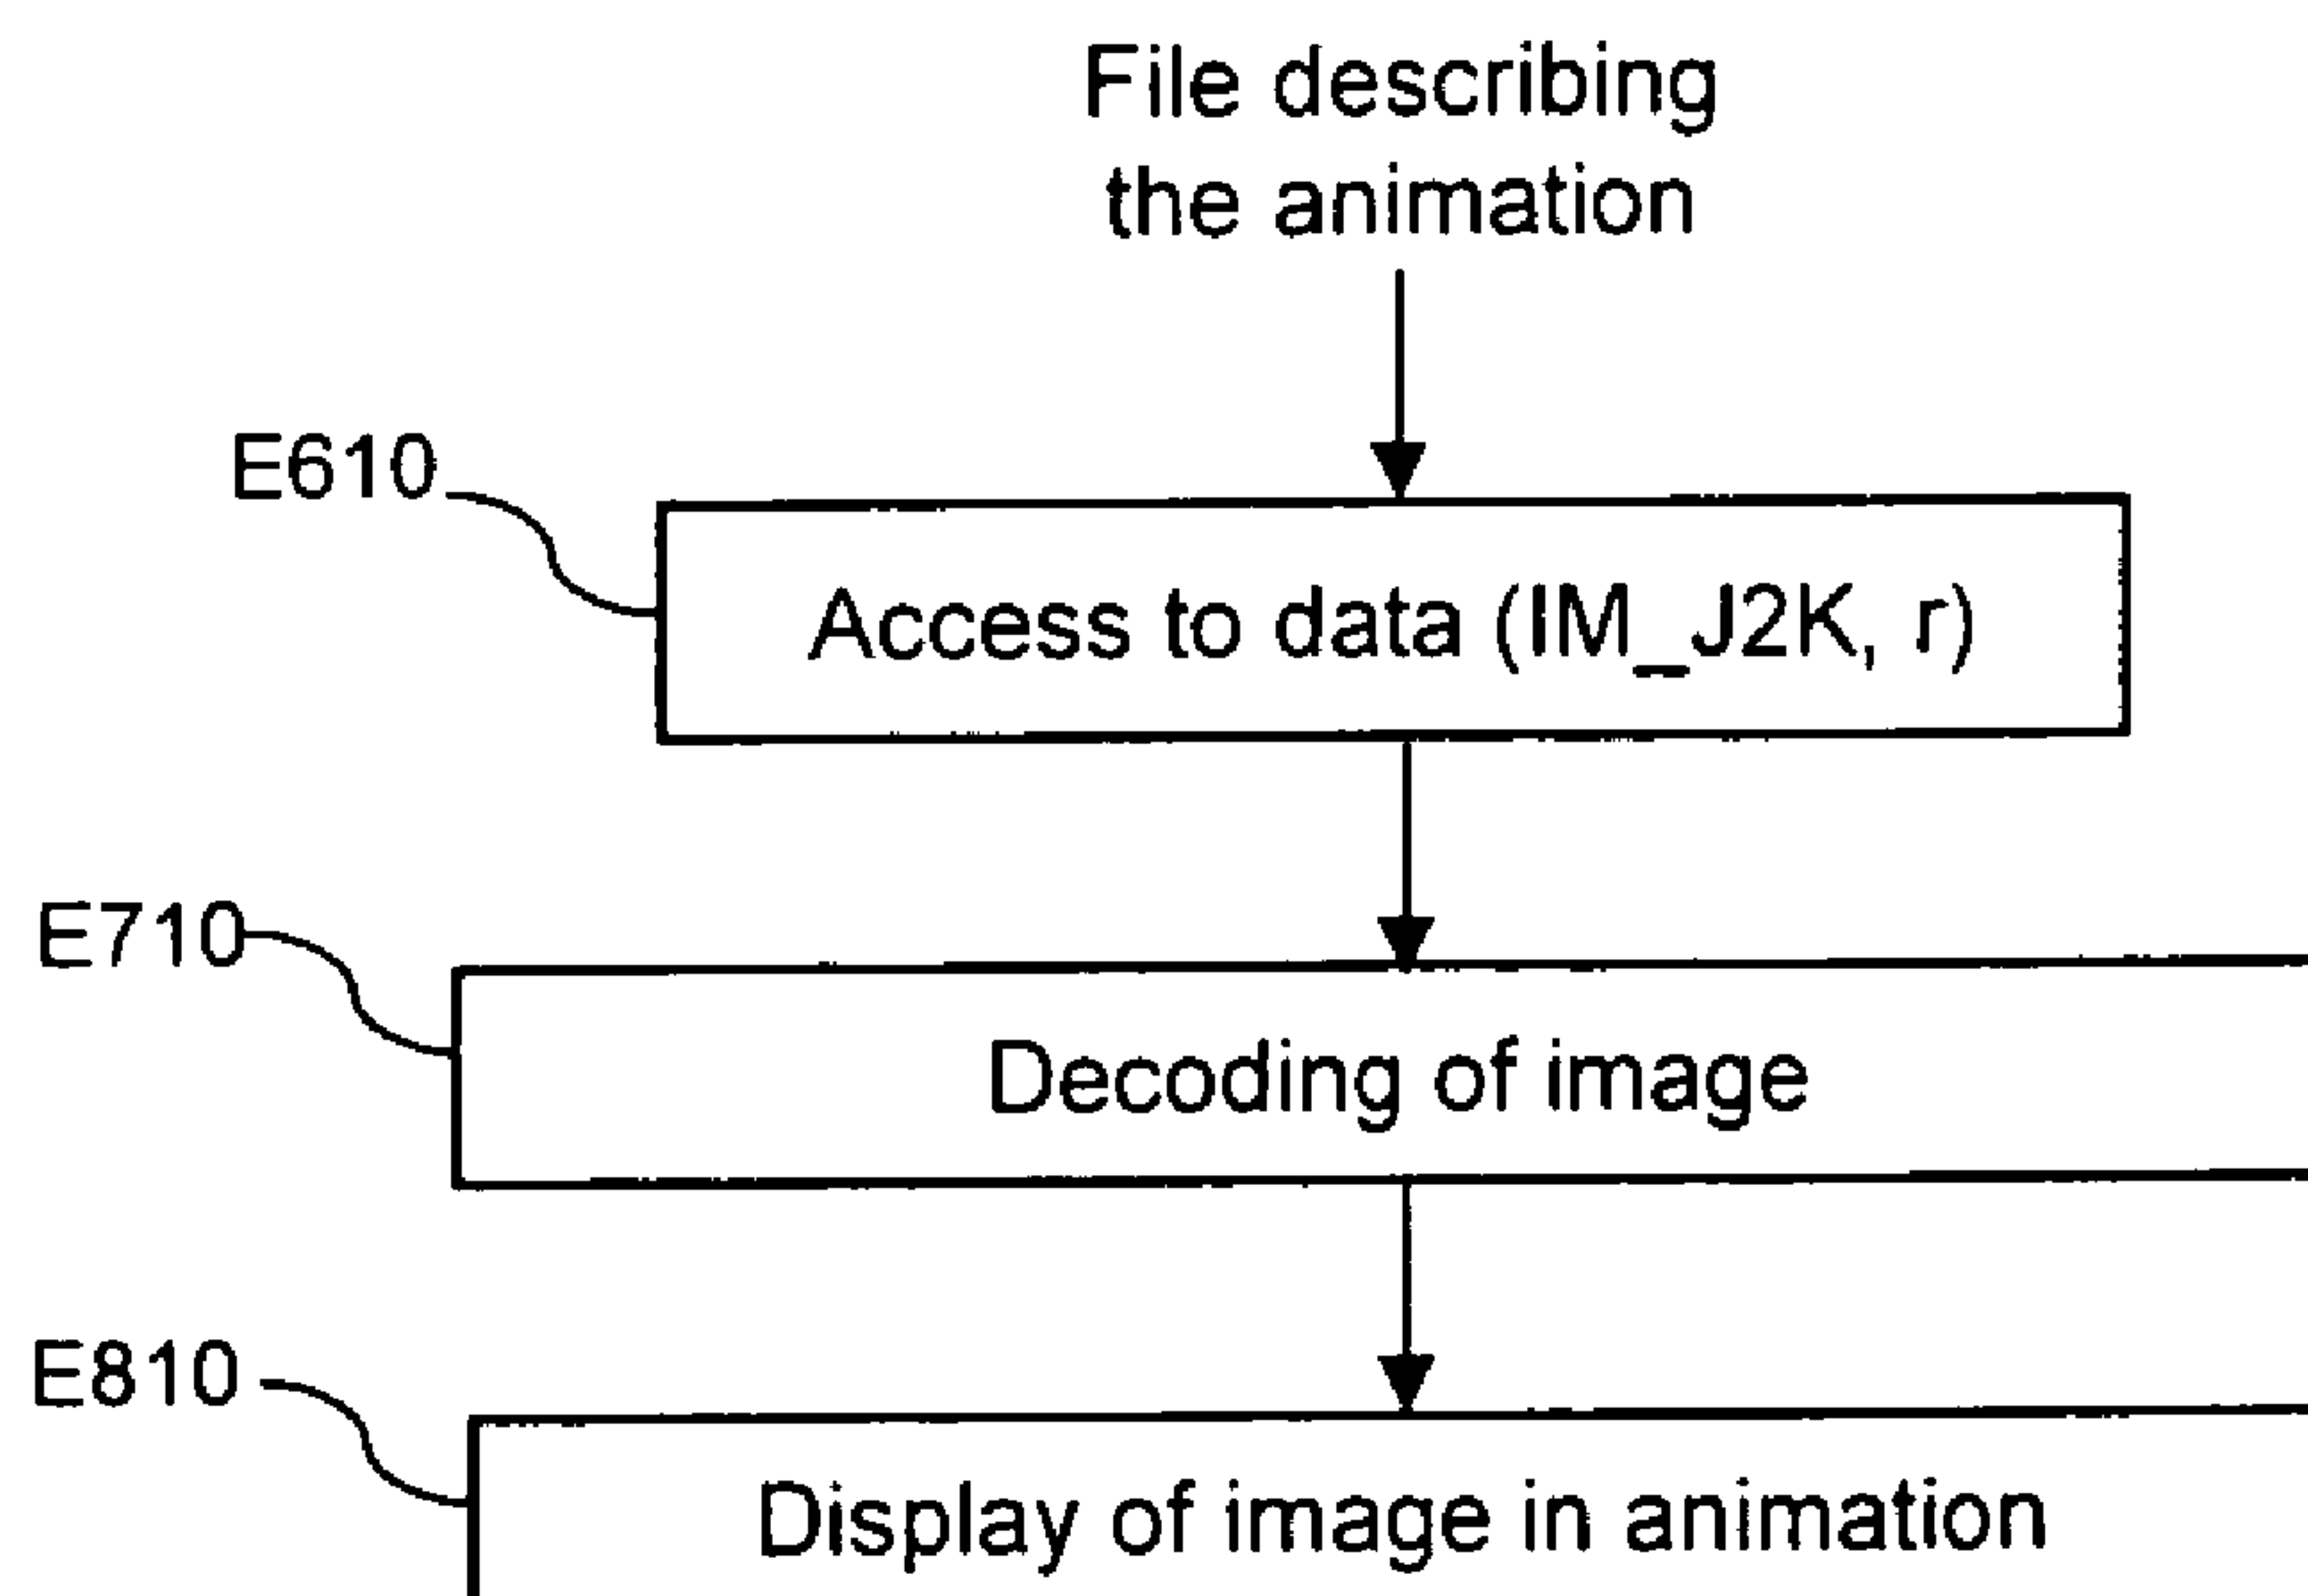 File describing
the animation
E610
Access to data (IM_J2K, r)
E710
Decoding of image
E810
Display of image in animation